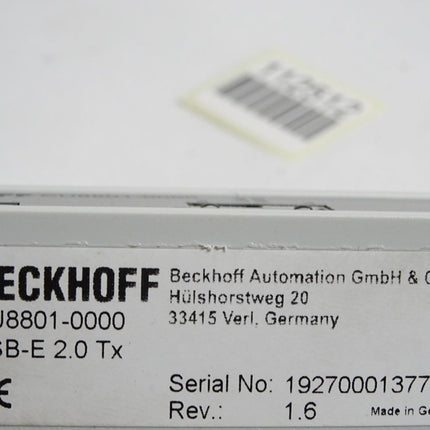 ECKHOFF
Beckhoff Automation GmbH & C
Hülshorstweg 20
33415 Verl, Germany
U8801-0000
SB-E 2.0 Tx
CE
Serial No: 19270001377
Rev.: 1.6
Made in Ge